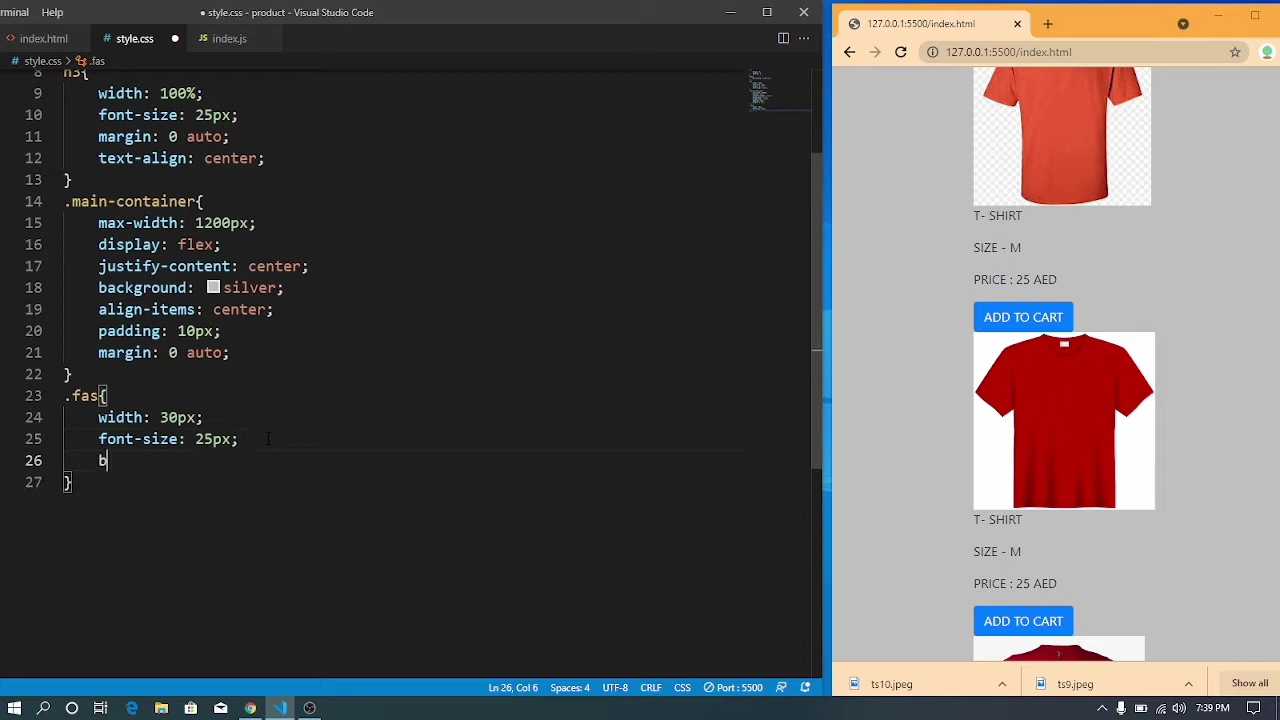 minal Help
● style.css - product - Visual Studio Code
index.html
# style.css
JS index.js
# style.css > .fas
8 h3{
9 width: 100%;
10 font-size: 25px;
11 margin: 0 auto;
12 text-align: center;
13 }
14 .main-container{
15 max-width: 1200px;
16 display: flex;
17 justify-content: center;
18 background: silver;
19 align-items: center;
20 padding: 10px;
21 margin: 0 auto;
22 }
23 .fas{
24 width: 30px;
25 font-size: 25px;
26 b
27 }
Ln 26, Col 6 Spaces: 4 UTF-8 CRLF CSS Port : 5500
127.0.0.1:5500/index.html
127.0.0.1:5500/index.html
T- SHIRT
SIZE - M
PRICE : 25 AED
ADD TO CART
T- SHIRT
SIZE - M
PRICE : 25 AED
ADD TO CART
ts10.jpeg
ts9.jpeg
Show all
7:39 PM